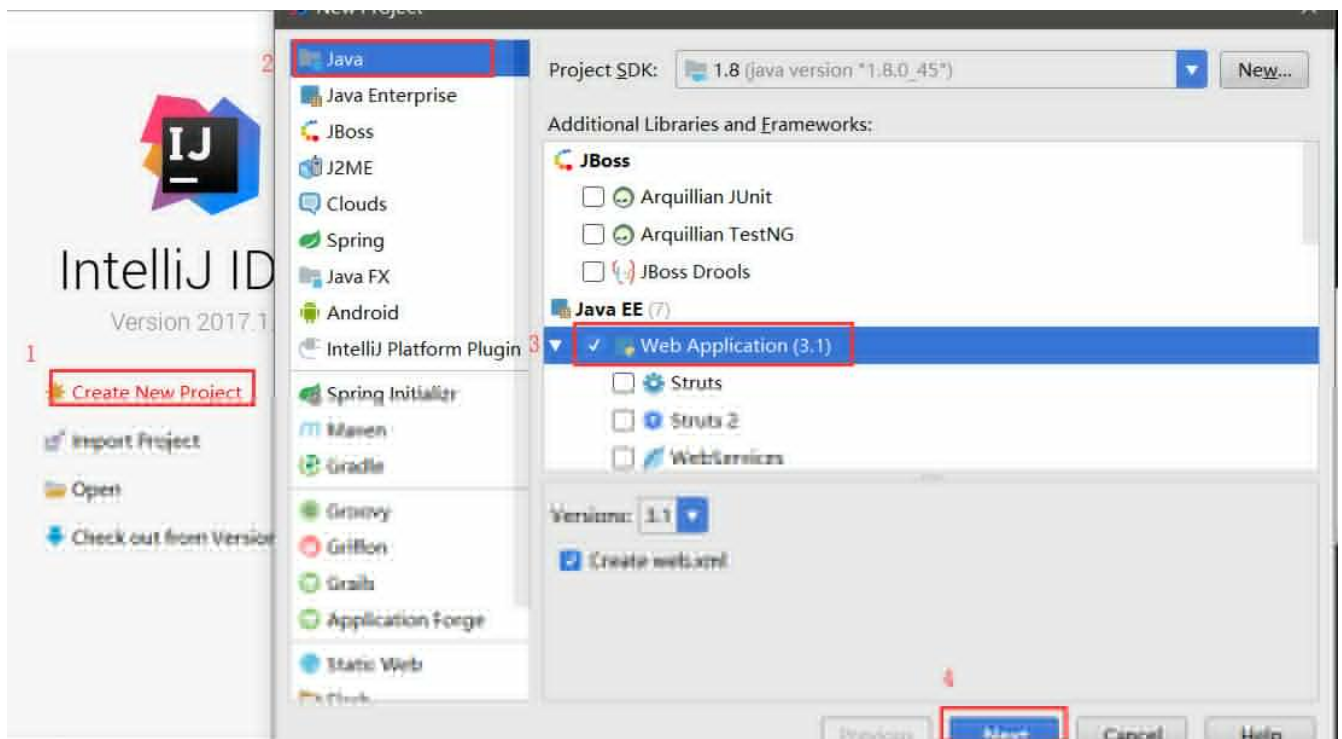 New Project
IJ
IntelliJ ID
Version 2017.1.
1
Create New Project
Import Project
Open
Check out from Version
2
Java
Java Enterprise
JBoss
J2ME
Clouds
Spring
Java FX
Android
IntelliJ Platform Plugin
Spring Initializr
Maven
Gradle
Groovy
Griffon
Grails
Application Forge
Static Web
Project SDK: 1.8 (java version "1.8.0_45") New...
Additional Libraries and Frameworks:
JBoss
Arquillian JUnit
Arquillian TestNG
JBoss Drools
Java EE (7)
3
Web Application (3.1)
Struts
Struts 2
WebServices
Versions: 3.1
Create web.xml
4
Previous Next Cancel Help